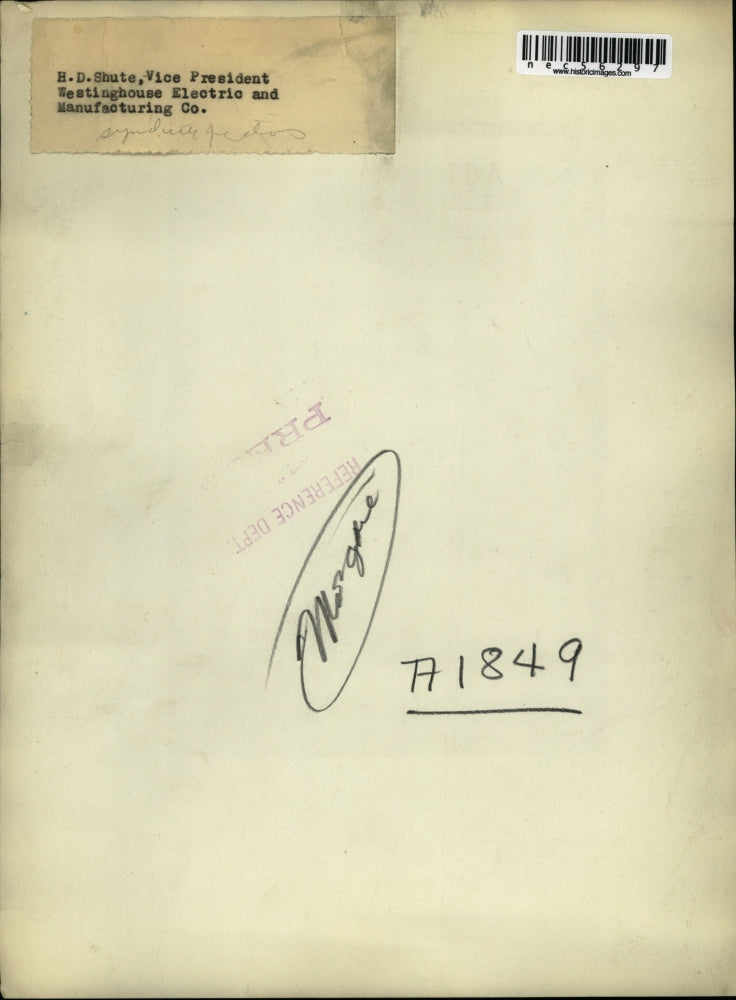 H.D.Shute,Vice President
Westinghouse Electric and
Manufacturing Co.
nec56297
www.historicimages.com
REFERENCE DEPT.
Morgue
A1849